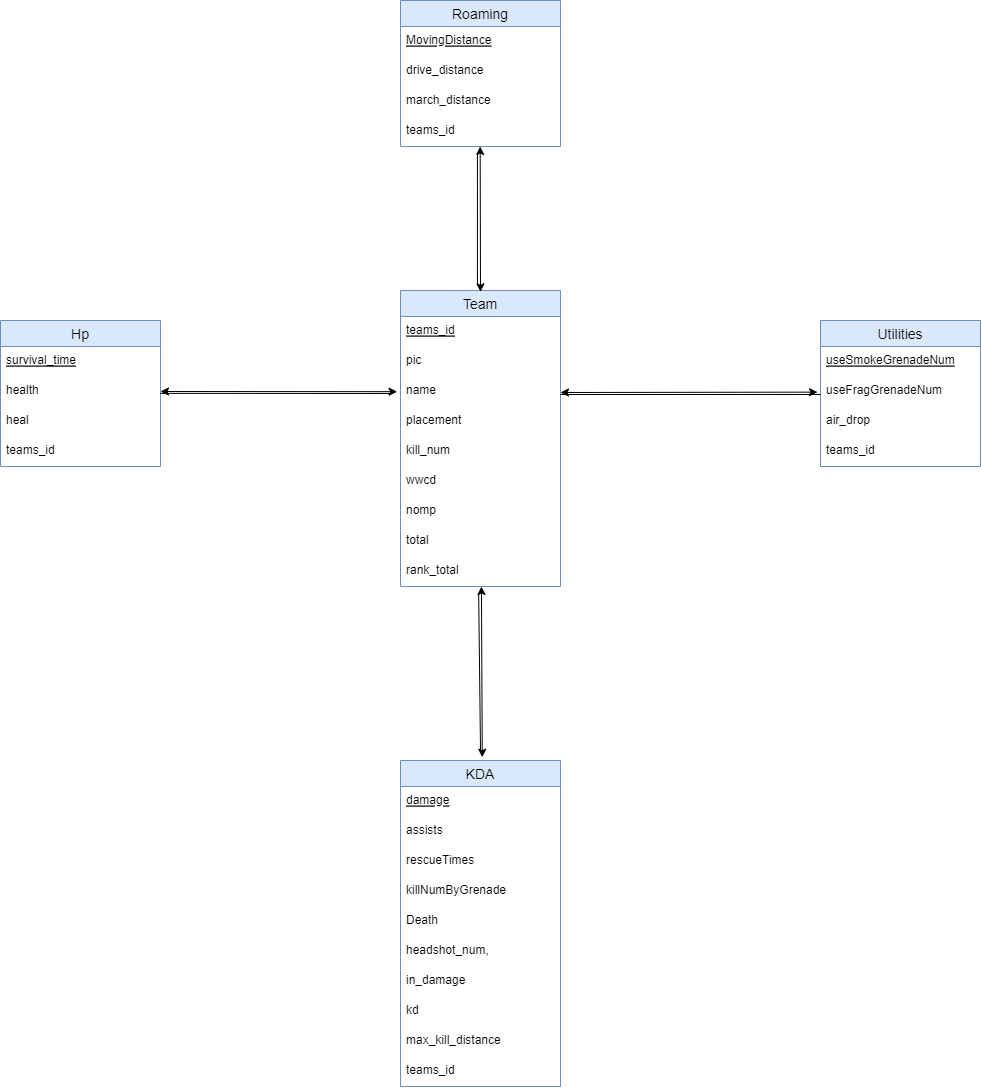 Roaming
MovingDistance
drive_distance
march_distance
teams_id
Team
teams_id
pic
name
placement
kill_num
wwcd
nomp
total
rank_total
Hp
survival_time
health
heal
teams_id
Utilities
useSmokeGrenadeNum
useFragGrenadeNum
air_drop
teams_id
KDA
damage
assists
rescueTimes
killNumByGrenade
Death
headshot_num,
in_damage
kd
max_kill_distance
teams_id